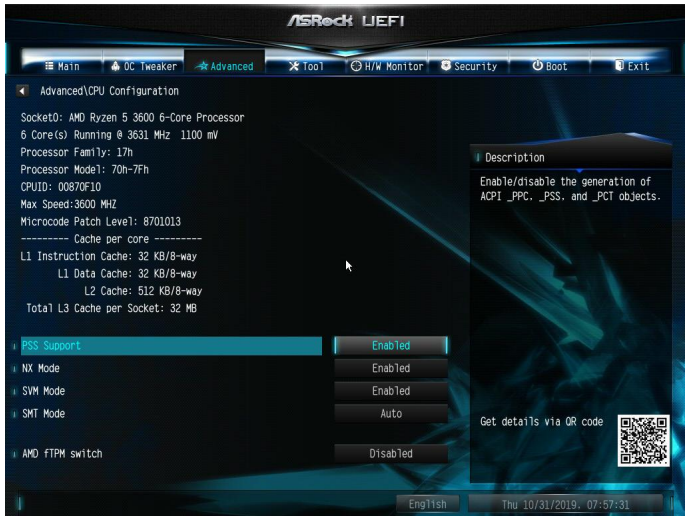 ASRock UEFI
Main OC Tweaker Advanced Tool H/W Monitor Security Boot Exit
Advanced\CPU Configuration
Socket0: AMD Ryzen 5 3600 6-Core Processor
6 Core(s) Running @ 3631 MHz 1100 mV
Processor Family: 17h
Processor Model: 70h-7Fh
CPUID: 00870F10
Max Speed:3600 MHZ
Microcode Patch Level: 8701013
--------- Cache per core ---------
L1 Instruction Cache: 32 KB/8-way
L1 Data Cache: 32 KB/8-way
L2 Cache: 512 KB/8-way
Total L3 Cache per Socket: 32 MB
PSS Support Enabled
NX Mode Enabled
SVM Mode Enabled
SMT Mode Auto
AMD fTPM switch Disabled
Description
Enable/disable the generation of
ACPI _PPC, _PSS, and _PCT objects.
Get details via QR code
English Thu 10/31/2019. 07:57:31